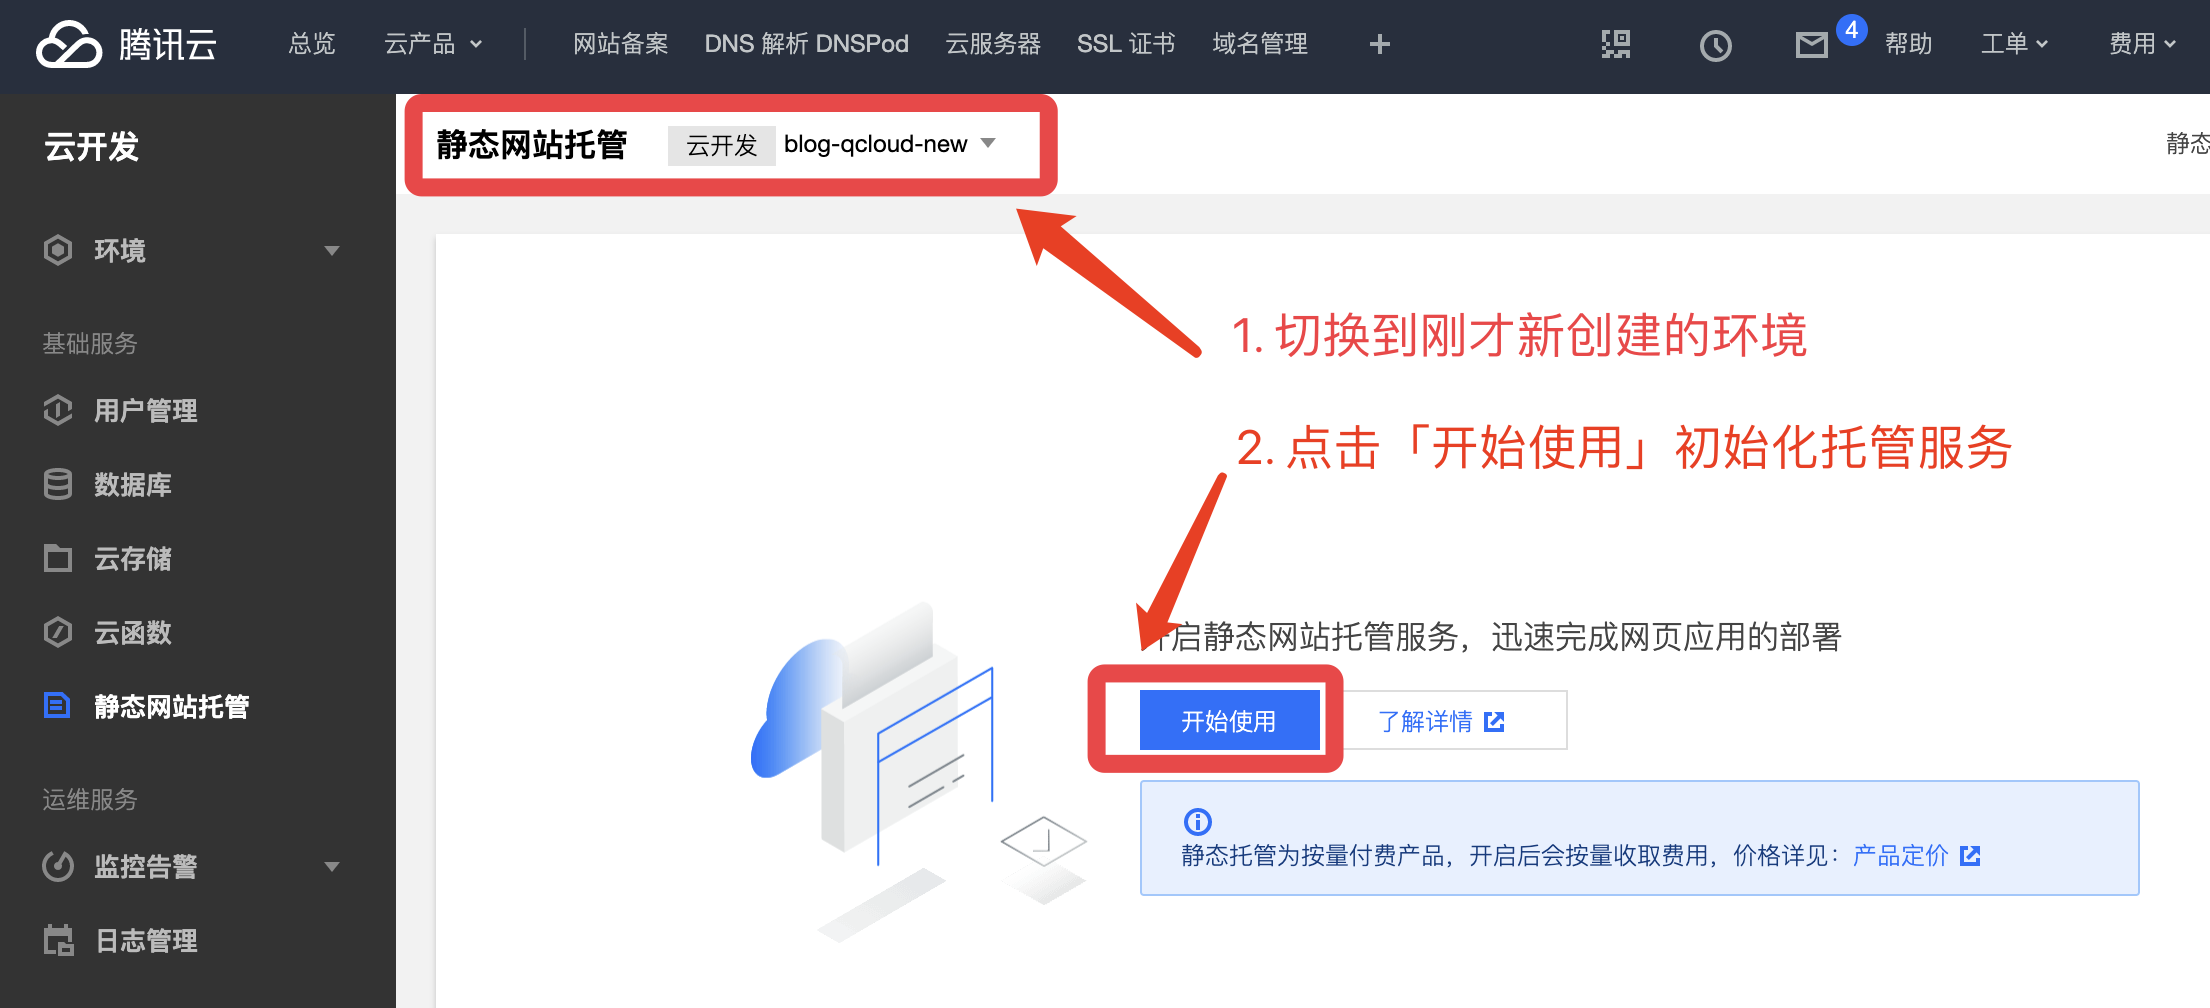 腾讯云
总览
云产品
网站备案
DNS 解析 DNSPod
云服务器
SSL 证书
域名管理
4
帮助
工单
费用
云开发
环境
基础服务
用户管理
数据库
云存储
云函数
静态网站托管
运维服务
监控告警
日志管理
静态网站托管
云开发
blog-qcloud-new
静态
1. 切换到刚才新创建的环境
2. 点击「开始使用」初始化托管服务
开启静态网站托管服务，迅速完成网页应用的部署
开始使用
了解详情
静态托管为按量付费产品，开启后会按量收取费用，价格详见：产品定价